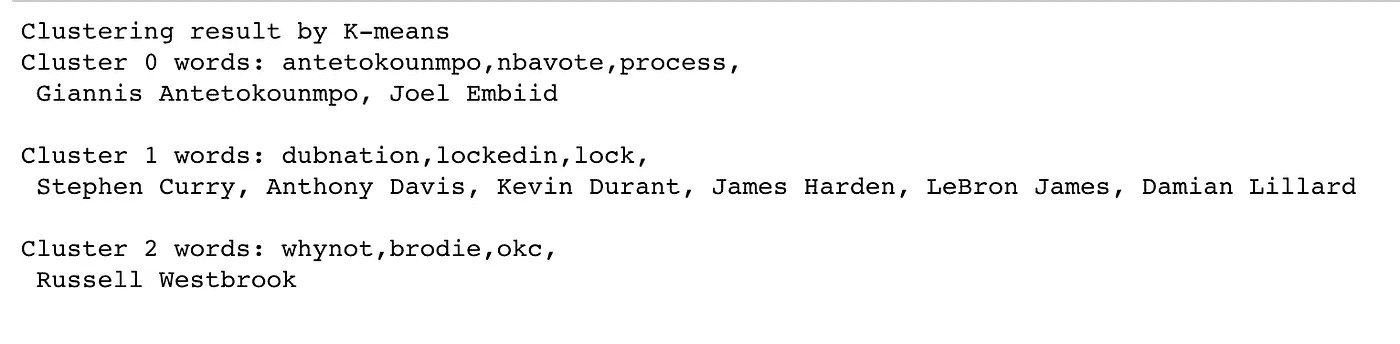 Clustering result by K-means
Cluster 0 words: antetokounmpo,nbavote,process,
Giannis Antetokounmpo, Joel Embiid
Cluster 1 words: dubnation,lockedin,lock,
Stephen Curry, Anthony Davis, Kevin Durant, James Harden, LeBron James, Damian Lillard
Cluster 2 words: whynot,brodie,okc,
Russell Westbrook